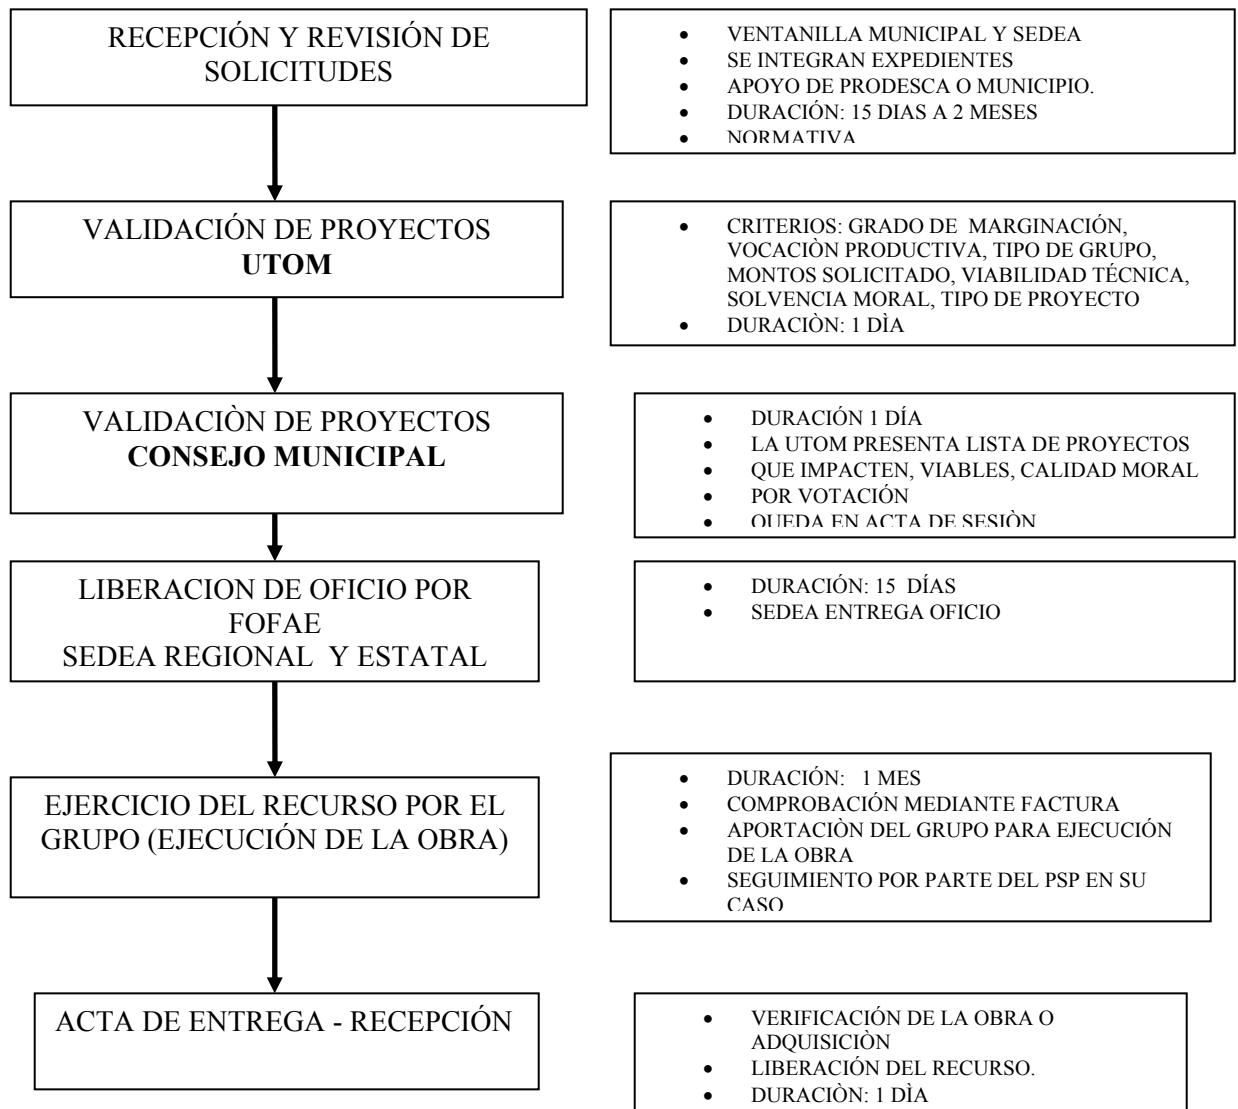 RECEPCIÓN Y REVISIÓN DE
SOLICITUDES
• VENTANILLA MUNICIPAL Y SEDEA
• SE INTEGRAN EXPEDIENTES
• APOYO DE PRODESCA O MUNICIPIO.
• DURACIÓN: 15 DIAS A 2 MESES
• NORMATIVA
VALIDACIÓN DE PROYECTOS
UTOM
• CRITERIOS: GRADO DE MARGINACIÓN,
VOCACIÒN PRODUCTIVA, TIPO DE GRUPO,
MONTOS SOLICITADO, VIABILIDAD TÉCNICA,
SOLVENCIA MORAL, TIPO DE PROYECTO
• DURACIÒN: 1 DÌA
VALIDACIÒN DE PROYECTOS
CONSEJO MUNICIPAL
• DURACIÓN 1 DÍA
• LA UTOM PRESENTA LISTA DE PROYECTOS
• QUE IMPACTEN, VIABLES, CALIDAD MORAL
• POR VOTACIÓN
• QUEDA EN ACTA DE SESIÒN
LIBERACION DE OFICIO POR
FOFAE
SEDEA REGIONAL Y ESTATAL
• DURACIÓN: 15 DÍAS
• SEDEA ENTREGA OFICIO
EJERCICIO DEL RECURSO POR EL
GRUPO (EJECUCIÓN DE LA OBRA)
• DURACIÓN: 1 MES
• COMPROBACIÓN MEDIANTE FACTURA
• APORTACIÒN DEL GRUPO PARA EJECUCIÓN
DE LA OBRA
• SEGUIMIENTO POR PARTE DEL PSP EN SU
CASO
ACTA DE ENTREGA - RECEPCIÓN
• VERIFICACIÓN DE LA OBRA O
ADQUISICIÒN
• LIBERACIÓN DEL RECURSO.
• DURACIÒN: 1 DÌA